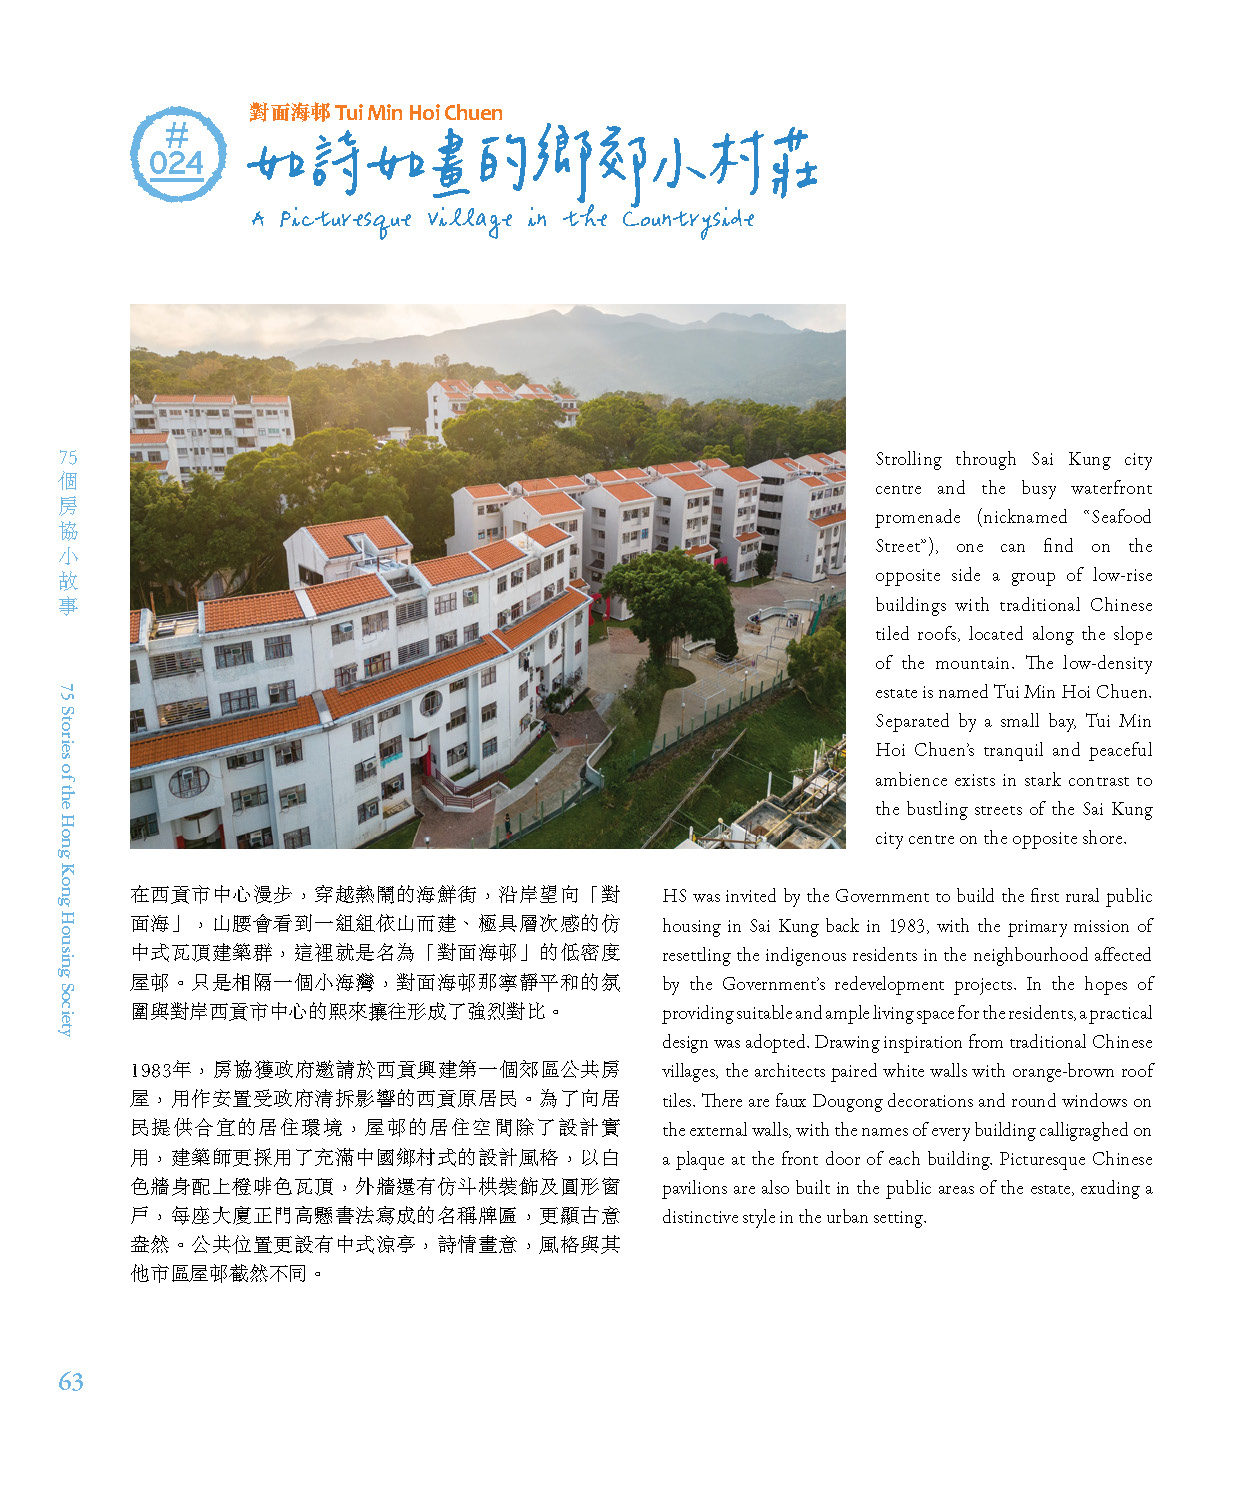 #
024
對面海邨 Tui Min Hoi Chuen
如詩如畫的鄉郊小村莊
A Picturesque Village in the Countryside
Strolling through Sai Kung city
centre and the busy waterfront
promenade (nicknamed “Seafood
Street”), one can find on the
opposite side a group of low-rise
buildings with traditional Chinese
tiled roofs, located along the slope
of the mountain. The low-density
estate is named Tui Min Hoi Chuen.
Separated by a small bay, Tui Min
Hoi Chuen’s tranquil and peaceful
ambience exists in stark contrast to
the bustling streets of the Sai Kung
city centre on the opposite shore.
在西貢市中心漫步，穿越熱鬧的海鮮街，沿岸望向「對
面海」，山腰會看到一組組依山而建、極具層次感的仿
中式瓦頂建築群，這裡就是名為「對面海邨」的低密度
屋邨。只是相隔一個小海灣，對面海邨那寧靜平和的氛
圍與對岸西貢市中心的熙來攘往形成了強烈對比。
1983年，房協獲政府邀請於西貢興建第一個郊區公共房
屋，用作安置受政府清拆影響的西貢原居民。為了向居
民提供合宜的居住環境，屋邨的居住空間除了設計實
用，建築師更採用了充滿中國鄉村式的設計風格，以白
色牆身配上橙啡色瓦頂，外牆還有仿斗栱裝飾及圓形窗
戶，每座大廈正門高懸書法寫成的名稱牌匾，更顯古意
盎然。公共位置更設有中式涼亭，詩情畫意，風格與其
他市區屋邨截然不同。
HS was invited by the Government to build the first rural public
housing in Sai Kung back in 1983, with the primary mission of
resettling the indigenous residents in the neighbourhood affected
by the Government’s redevelopment projects. In the hopes of
providing suitable and ample living space for the residents, a practical
design was adopted. Drawing inspiration from traditional Chinese
villages, the architects paired white walls with orange-brown roof
tiles. There are faux Dougong decorations and round windows on
the external walls, with the names of every building calligraghed on
a plaque at the front door of each building. Picturesque Chinese
pavilions are also built in the public areas of the estate, exuding a
distinctive style in the urban setting.
75個房協小故事
75 Stories of the Hong Kong Housing Society
63